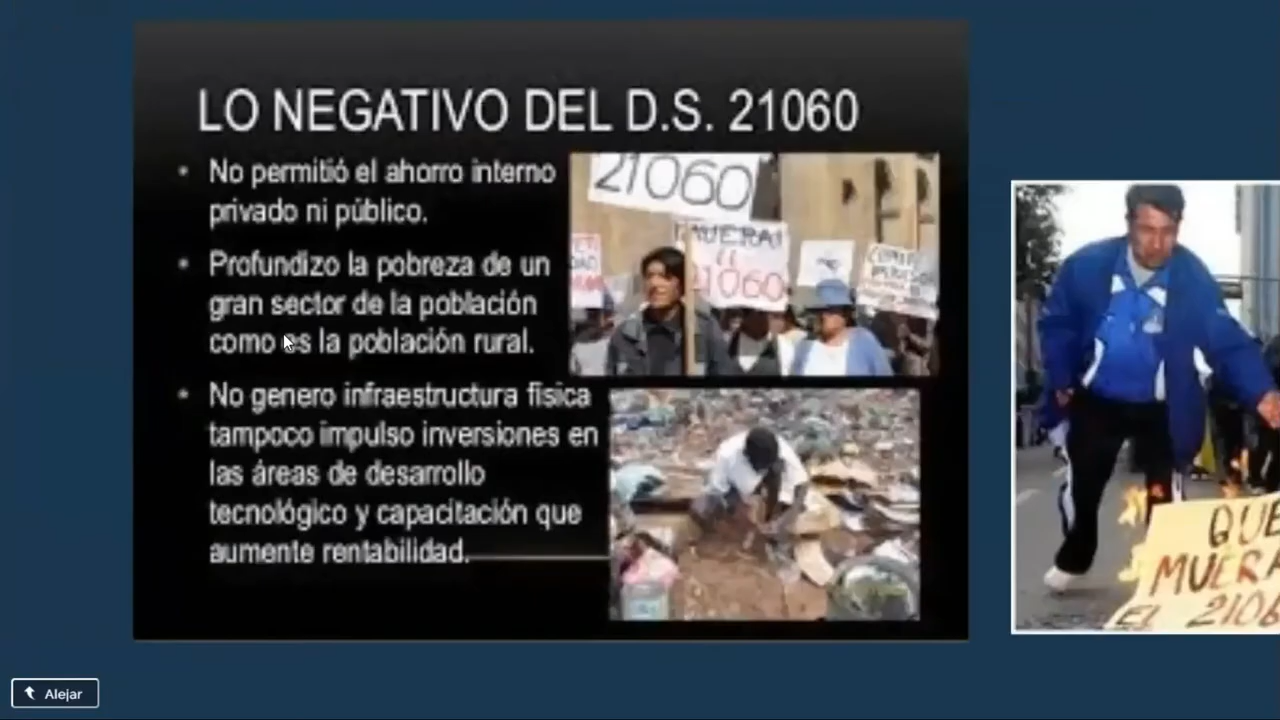 LO NEGATIVO DEL D.S. 21060
• No permitió el ahorro interno
privado ni público.
• Profundizo la pobreza de un
gran sector de la población
como es la población rural.
• No genero infraestructura física
tampoco impulso inversiones en
las áreas de desarrollo
tecnológico y capacitación que
aumente rentabilidad.
21060
MUERA
El
21060
QUE
MUERA
EL 2106
Alejar